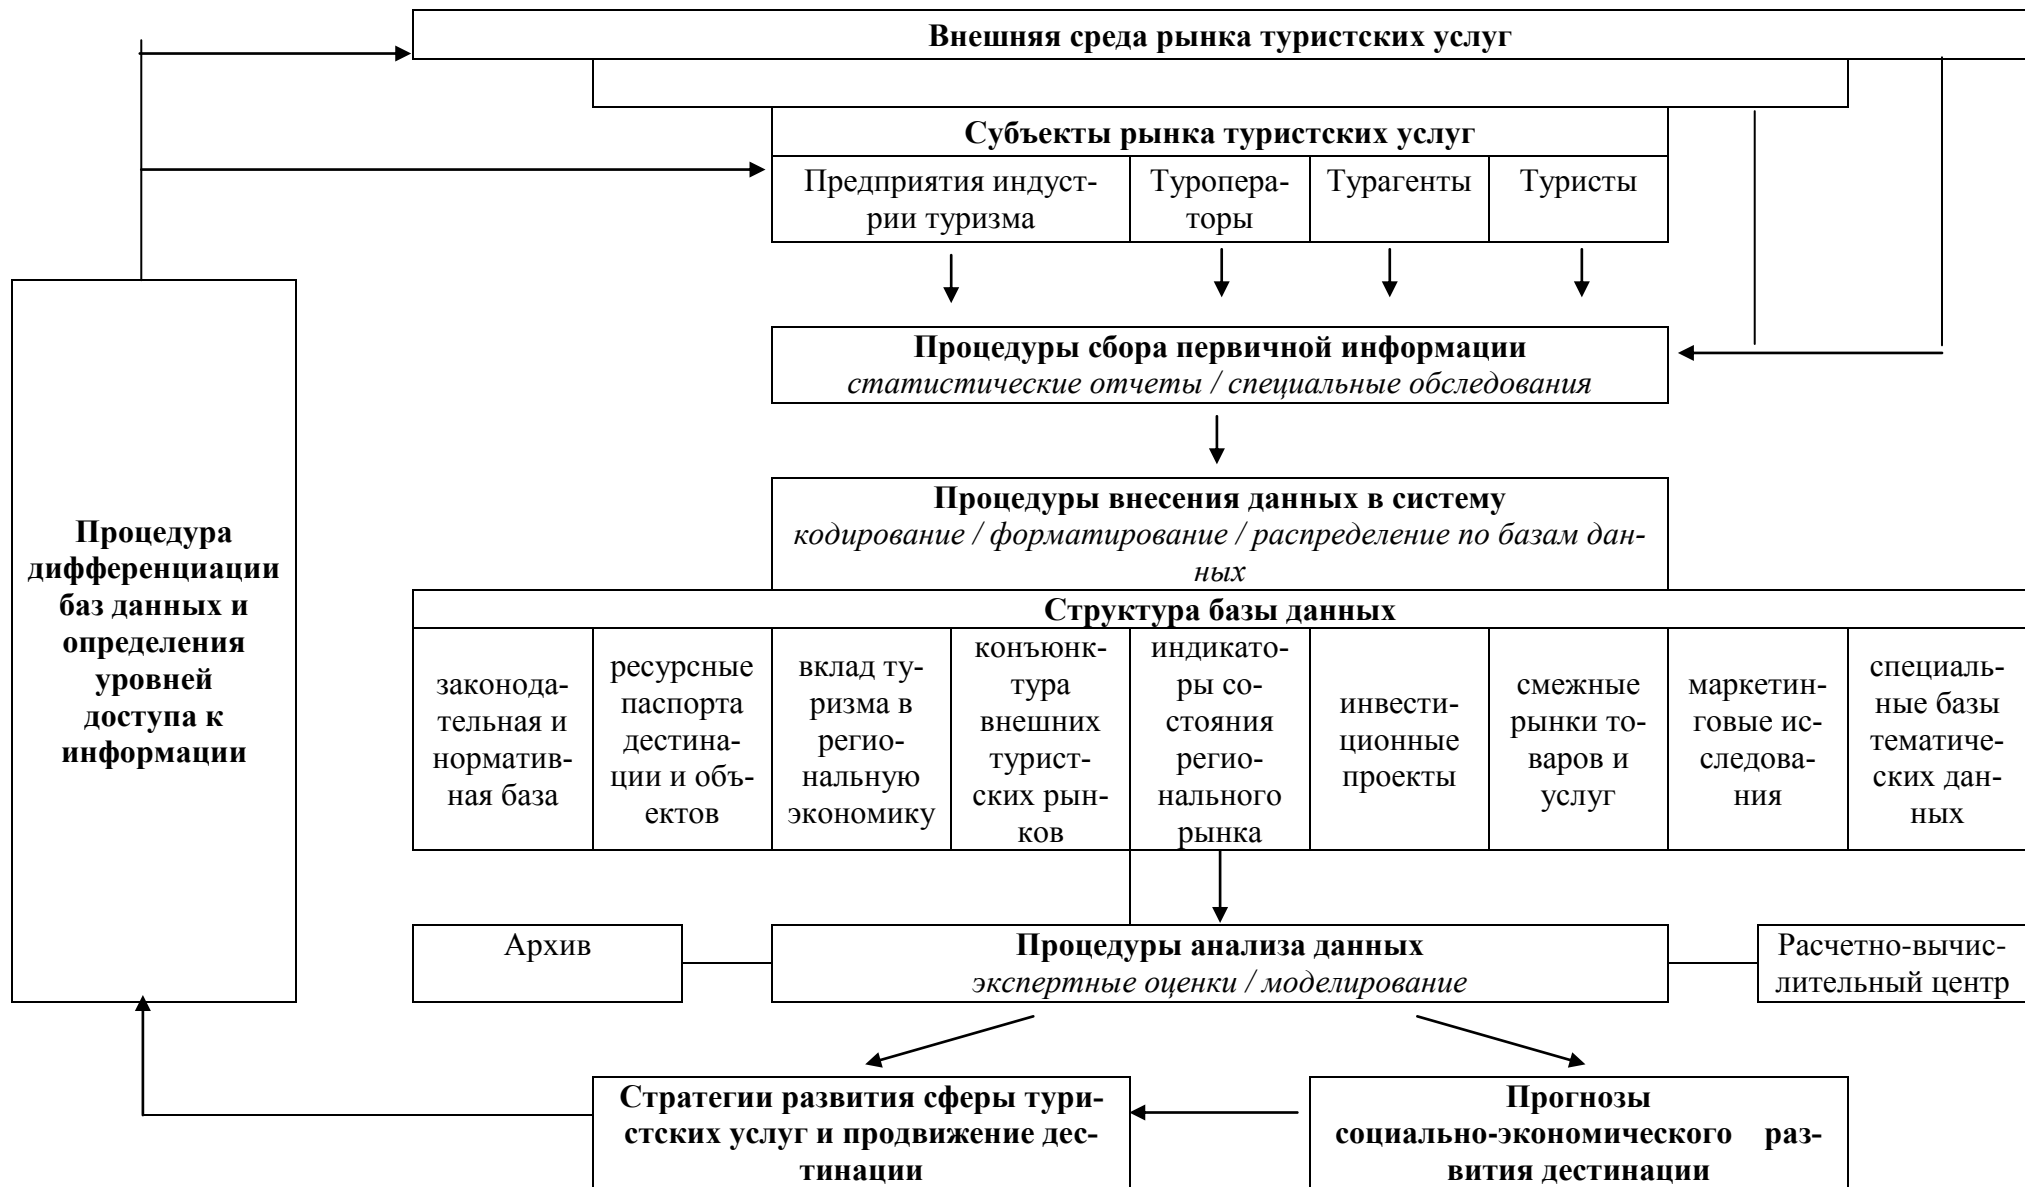 Внешняя среда рынка туристских услуг
Субъекты рынка туристских услуг
Предприятия индуст-
рии туризма
Туропера-
торы
Турагенты
Туристы
Процедуры сбора первичной информации
статистические отчеты / специальные обследования
Процедуры внесения данных в систему
кодирование / форматирование / распределение по базам дан-
ных
Процедура
дифференциации
баз данных и
определения
уровней
доступа к
информации
Структура базы данных
законода-
тельная и
норматив-
ная база
ресурсные
паспорта
дестина-
ции и объ-
ектов
вклад ту-
ризма в
регио-
нальную
экономику
конъюнк-
тура
внешних
турист-
ских рын-
ков
индикато-
ры со-
стояния
регио-
нального
рынка
инвести-
ционные
проекты
смежные
рынки то-
варов и
услуг
маркетин-
говые ис-
следова-
ния
специаль-
ные базы
тематиче-
ских дан-
ных
Архив
Процедуры анализа данных
экспертные оценки / моделирование
Расчетно-вычис-
лительный центр
Стратегии развития сферы тури-
стских услуг и продвижение дес-
тинации
Прогнозы
социально-экономического раз-
вития дестинации